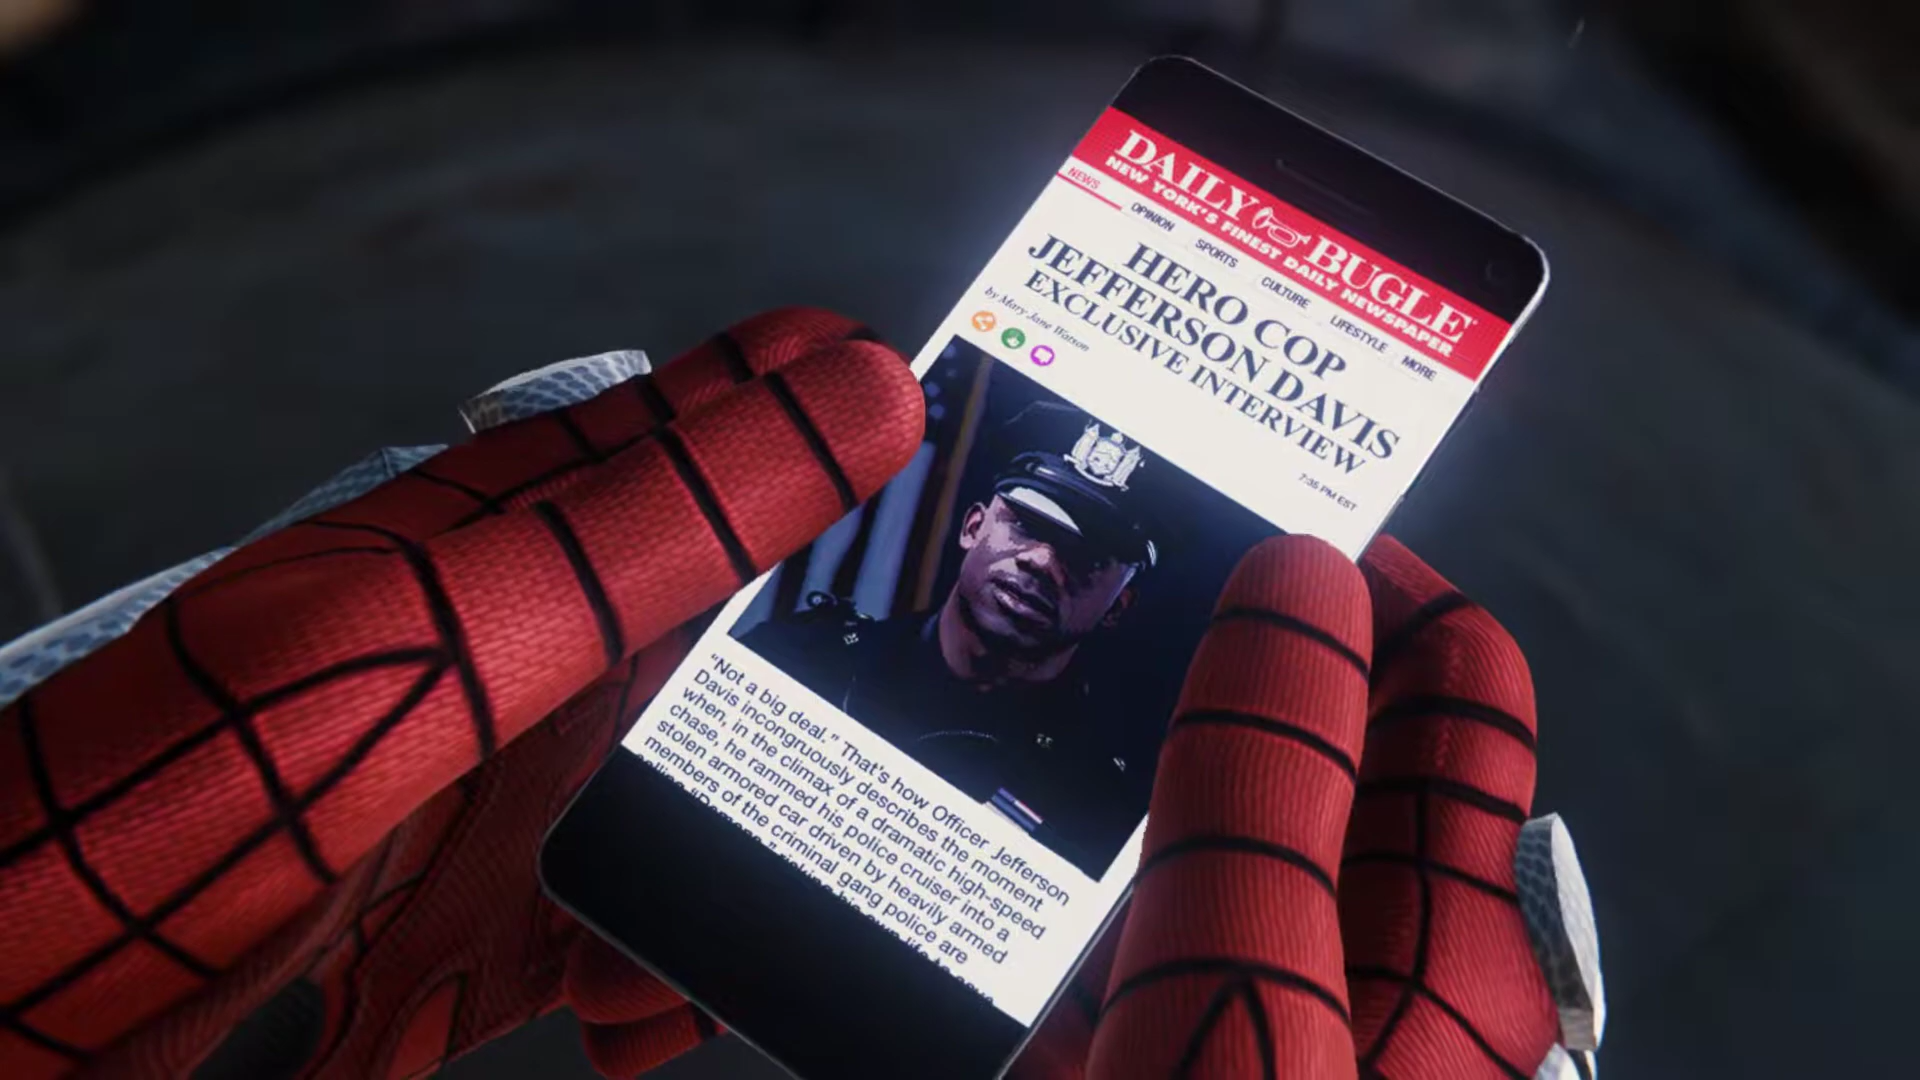 DAILY BUGLE
NEW YORK'S FINEST DAILY NEWSPAPER
NEWS OPINION SPORTS CULTURE LIFESTYLE MORE
HERO COP
JEFFERSON DAVIS
EXCLUSIVE INTERVIEW
by Mary Jane Watson
7:35 PM EST
“Not a big deal.” That's how Officer Jefferson
Davis incongruously describes the moment
when, in the climax of a dramatic high-speed
chase, he rammed his police cruiser into a
stolen armored car driven by heavily armed
members of the criminal gang police are